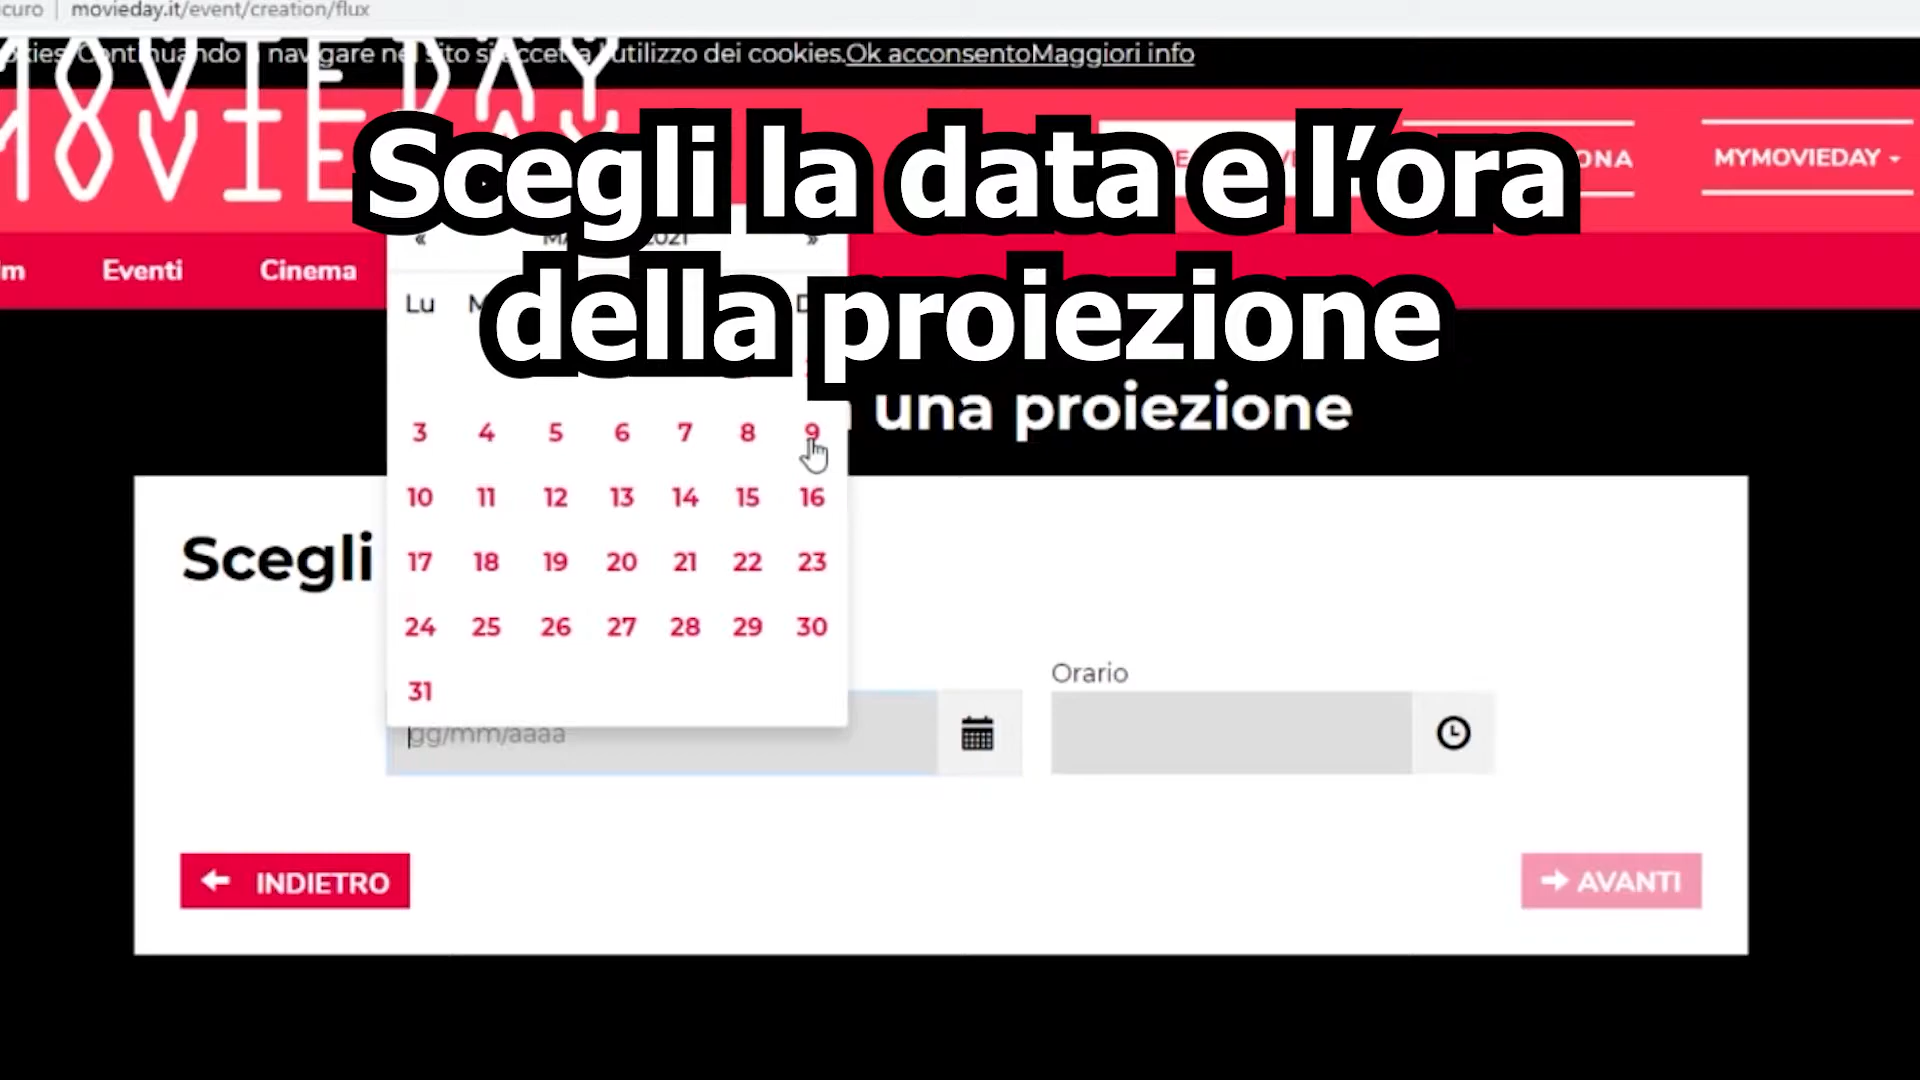 movieday.it/event/creation/flux
utilizzo dei cookies.Ok acconsentoMaggiori info
MOVIEDAY
Scegli la data e l'ora
della proiezione
MYMOVIEDAY
Eventi
Cinema
« 2021 »
Lu
una proiezione
3 4 5 6 7 8 9
10 11 12 13 14 15 16
17 18 19 20 21 22 23
24 25 26 27 28 29 30
31
Scegli
Orario
gg/mm/aaaa
INDIETRO
AVANTI